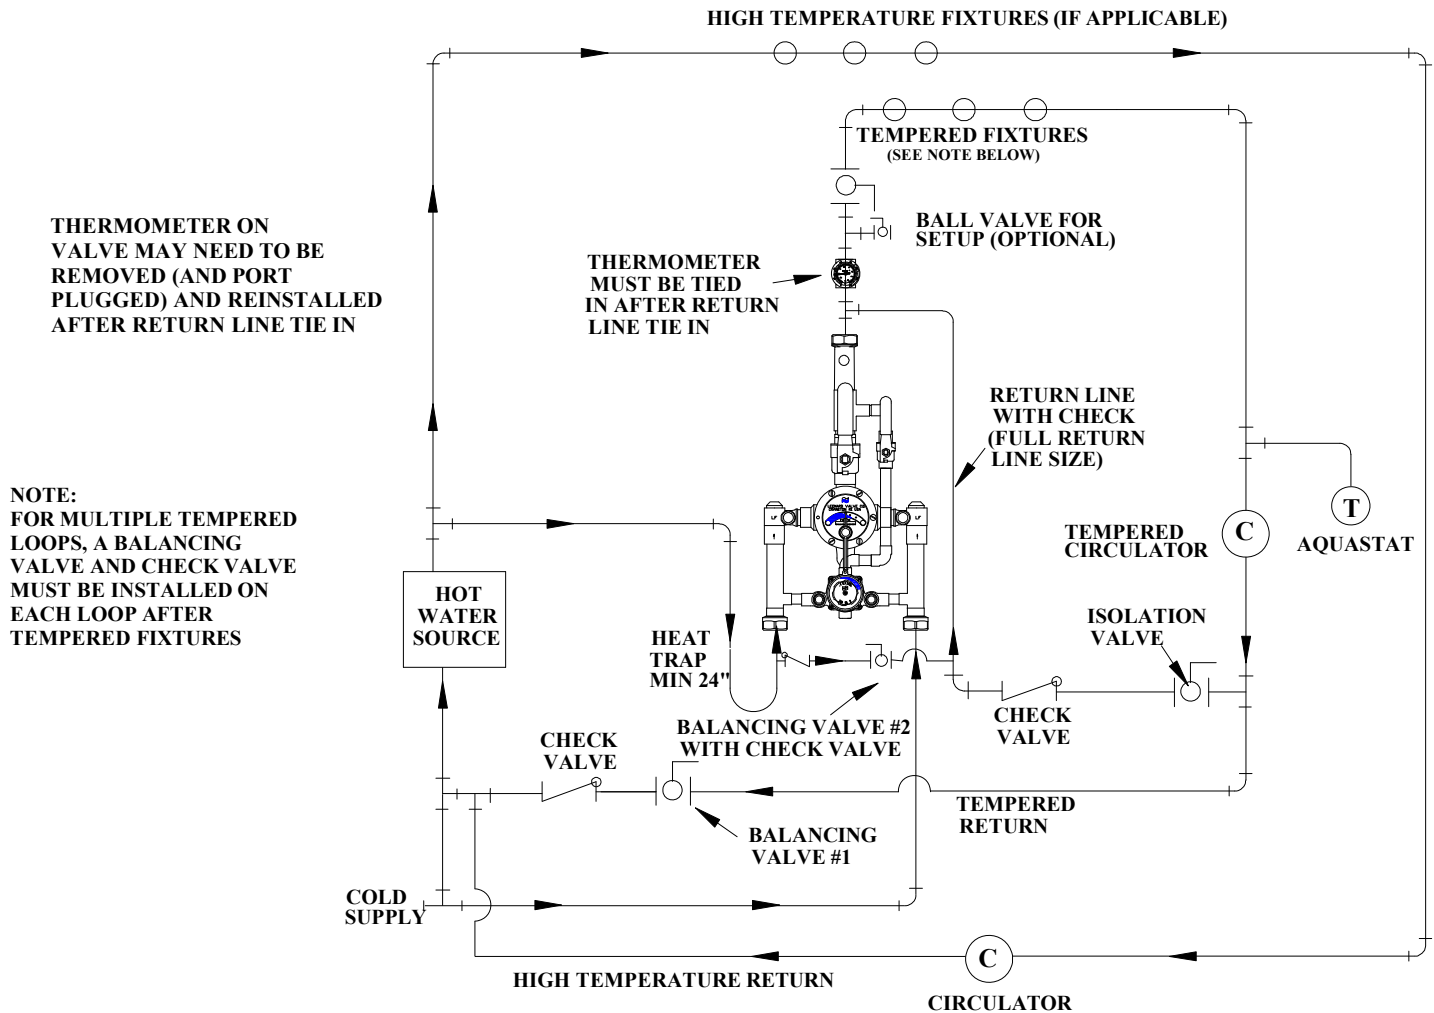 HIGH TEMPERATURE FIXTURES (IF APPLICABLE)
TEMPERED FIXTURES
(SEE NOTE BELOW)
THERMOMETER ON
VALVE MAY NEED TO BE
REMOVED (AND PORT
PLUGGED) AND REINSTALLED
AFTER RETURN LINE TIE IN
BALL VALVE FOR
SETUP (OPTIONAL)
THERMOMETER
MUST BE TIED
IN AFTER RETURN
LINE TIE IN
RETURN LINE
WITH CHECK
(FULL RETURN
LINE SIZE)
NOTE:
FOR MULTIPLE TEMPERED
LOOPS, A BALANCING
VALVE AND CHECK VALVE
MUST BE INSTALLED ON
EACH LOOP AFTER
TEMPERED FIXTURES
T
AQUASTAT
TEMPERED
CIRCULATOR
C
HOT
WATER
SOURCE
HEAT
TRAP
MIN 24"
ISOLATION
VALVE
BALANCING VALVE #2
WITH CHECK VALVE
CHECK
VALVE
CHECK
VALVE
TEMPERED
RETURN
BALANCING
VALVE #1
COLD
SUPPLY
HIGH TEMPERATURE RETURN
C
CIRCULATOR